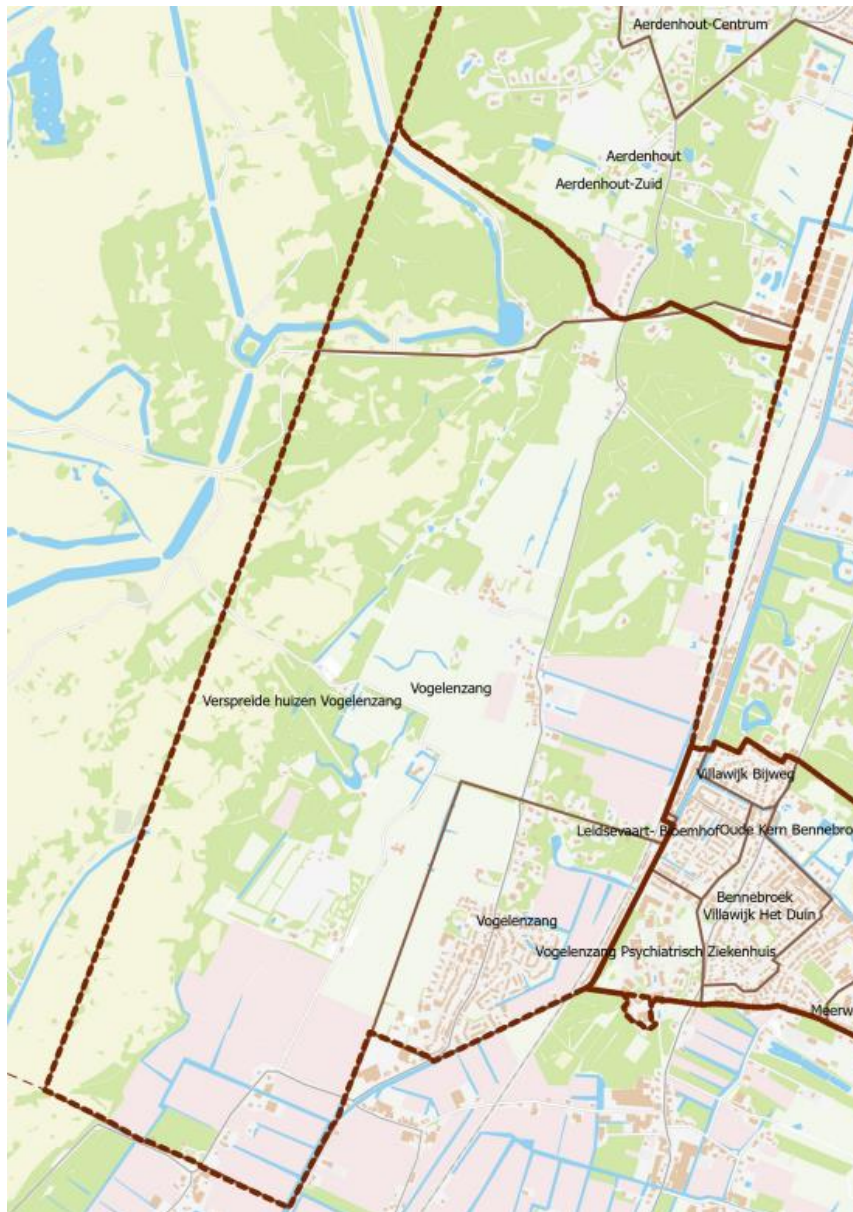 Aerdenhout-Centrum
Aerdenhout
Aerdenhout-Zuid
Verspreide huizen Vogelenzang
Vogelenzang
Villawijk Bijweg
Leidsevaart- Bloemhof
Oude Kern Bennebro
Bennebroek
Villawijk Het Duin
Vogelenzang
Vogelenzang Psychiatrisch Ziekenhuis
Meerw